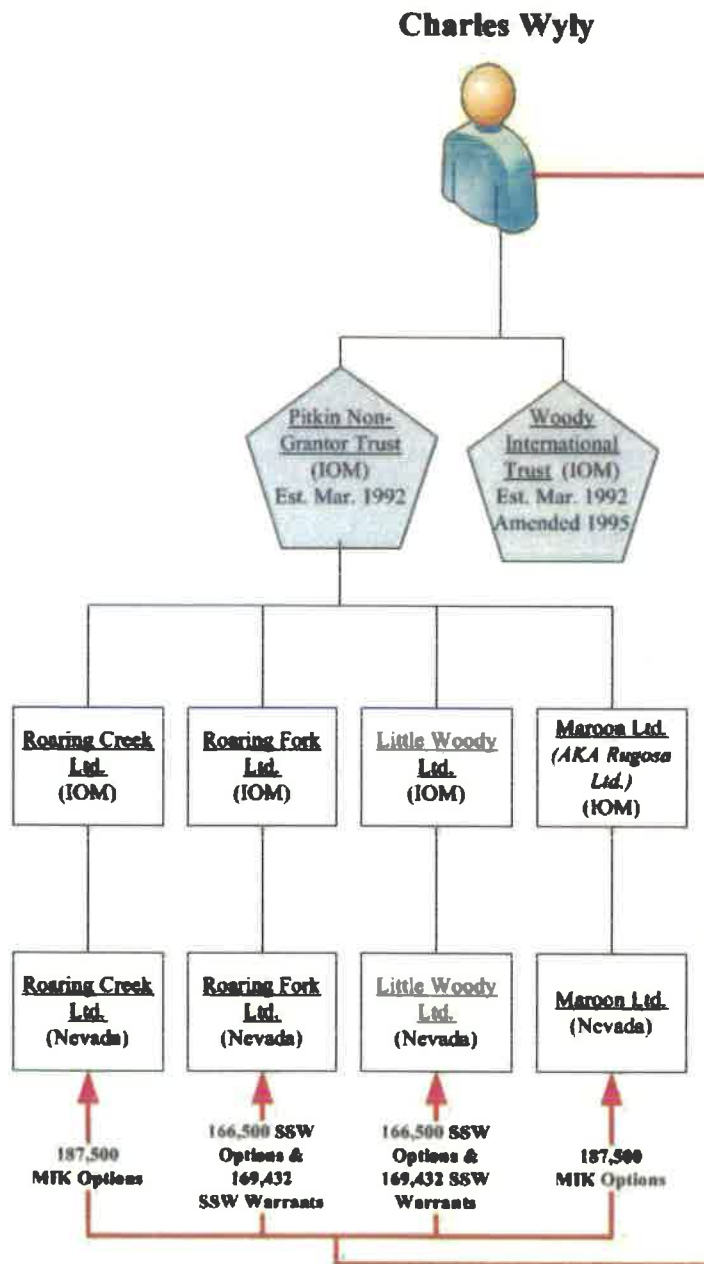 Charles Wyly
Pitkin Non-
Grantor Trust
(IOM)
Est. Mar. 1992
Woody
International
Trust (IOM)
Est. Mar. 1992
Amended 1995
Roaring Creek
Ltd.
(IOM)
Roaring Fork
Ltd.
(IOM)
Little Woody
Ltd.
(IOM)
Maroon Ltd.
(AKA Rugosa
Ltd.)
(IOM)
Roaring Creek
Ltd.
(Nevada)
Roaring Fork
Ltd.
(Nevada)
Little Woody
Ltd.
(Nevada)
Maroon Ltd.
(Nevada)
187,500
MIK Options
166,500 SSW
Options &
169,432
SSW Warrants
166,500 SSW
Options &
169,432 SSW
Warrants
187,500
MIK Options